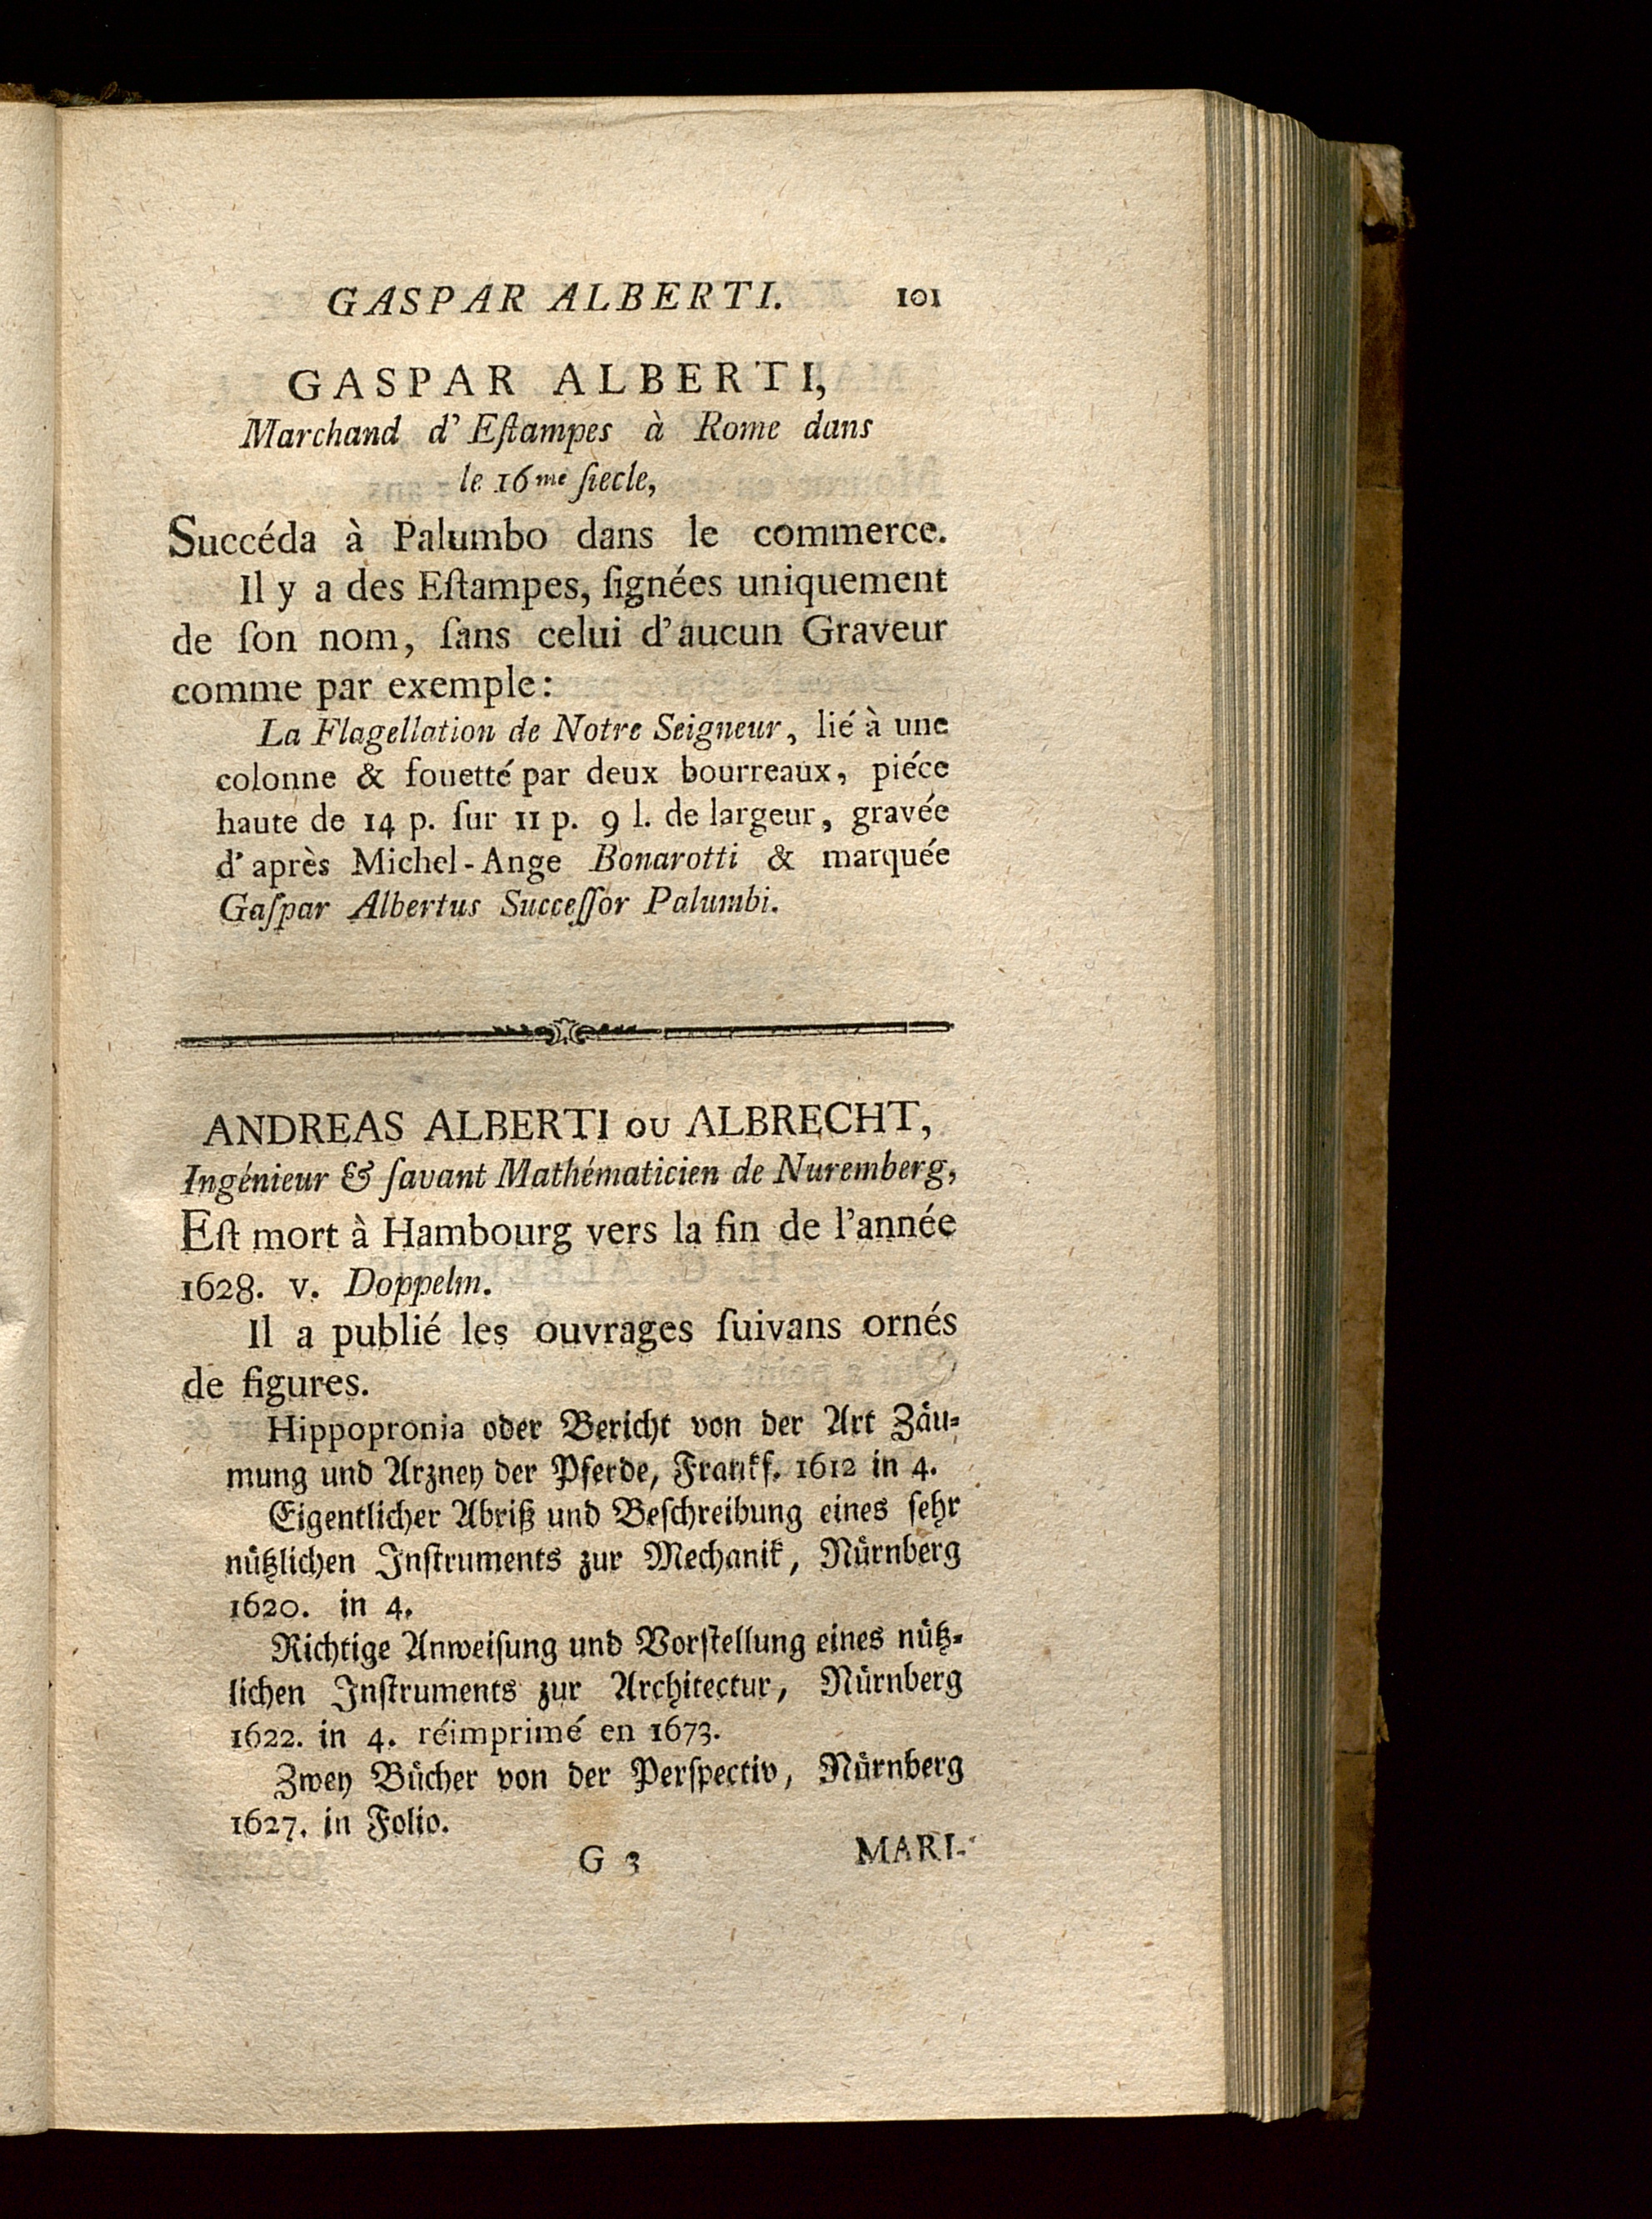 GASPAR ALBERTI. 101
GASPAR ALBERTI,
Marchand d' Eſtampes à Rome dans
le 16me ſiecle,
Succéda à Palumbo dans le commerce.
Il y a des Eſtampes, ſignées uniquement
de ſon nom, ſans celui d'aucun Graveur
comme par exemple:
La Flagellation de Notre Seigneur, lié à une
colonne & fouetté par deux bourreaux, piéce
haute de 14 p. ſur 11 p. 9 l. de largeur, gravée
d'après Michel-Ange Bonarotti & marquée
Gaſpar Albertus Succeſſor Palumbi.
ANDREAS ALBERTI ou ALBRECHT,
Ingénieur & ſavant Mathématicien de Nuremberg,
Eſt mort à Hambourg vers la fin de l'année
1628. v. Doppelm.
Il a publié les ouvrages ſuivans ornés
de figures.
Hippopronia oder Bericht von der Art Zäu-
mung und Arzney der Pferde, Frankf. 1612 in 4.
Eigentlicher Abriß und Beſchreibung eines ſehr
nützlichen Inſtruments zur Mechanik, Nürnberg
1620. in 4.
Richtige Anweiſung und Vorſtellung eines nütz-
lichen Inſtruments zur Architectur, Nürnberg
1622. in 4. réimprimé en 1673.
Zwey Bücher von der Perſpectiv, Nürnberg
1627. in Folio.
G 3 MARI-